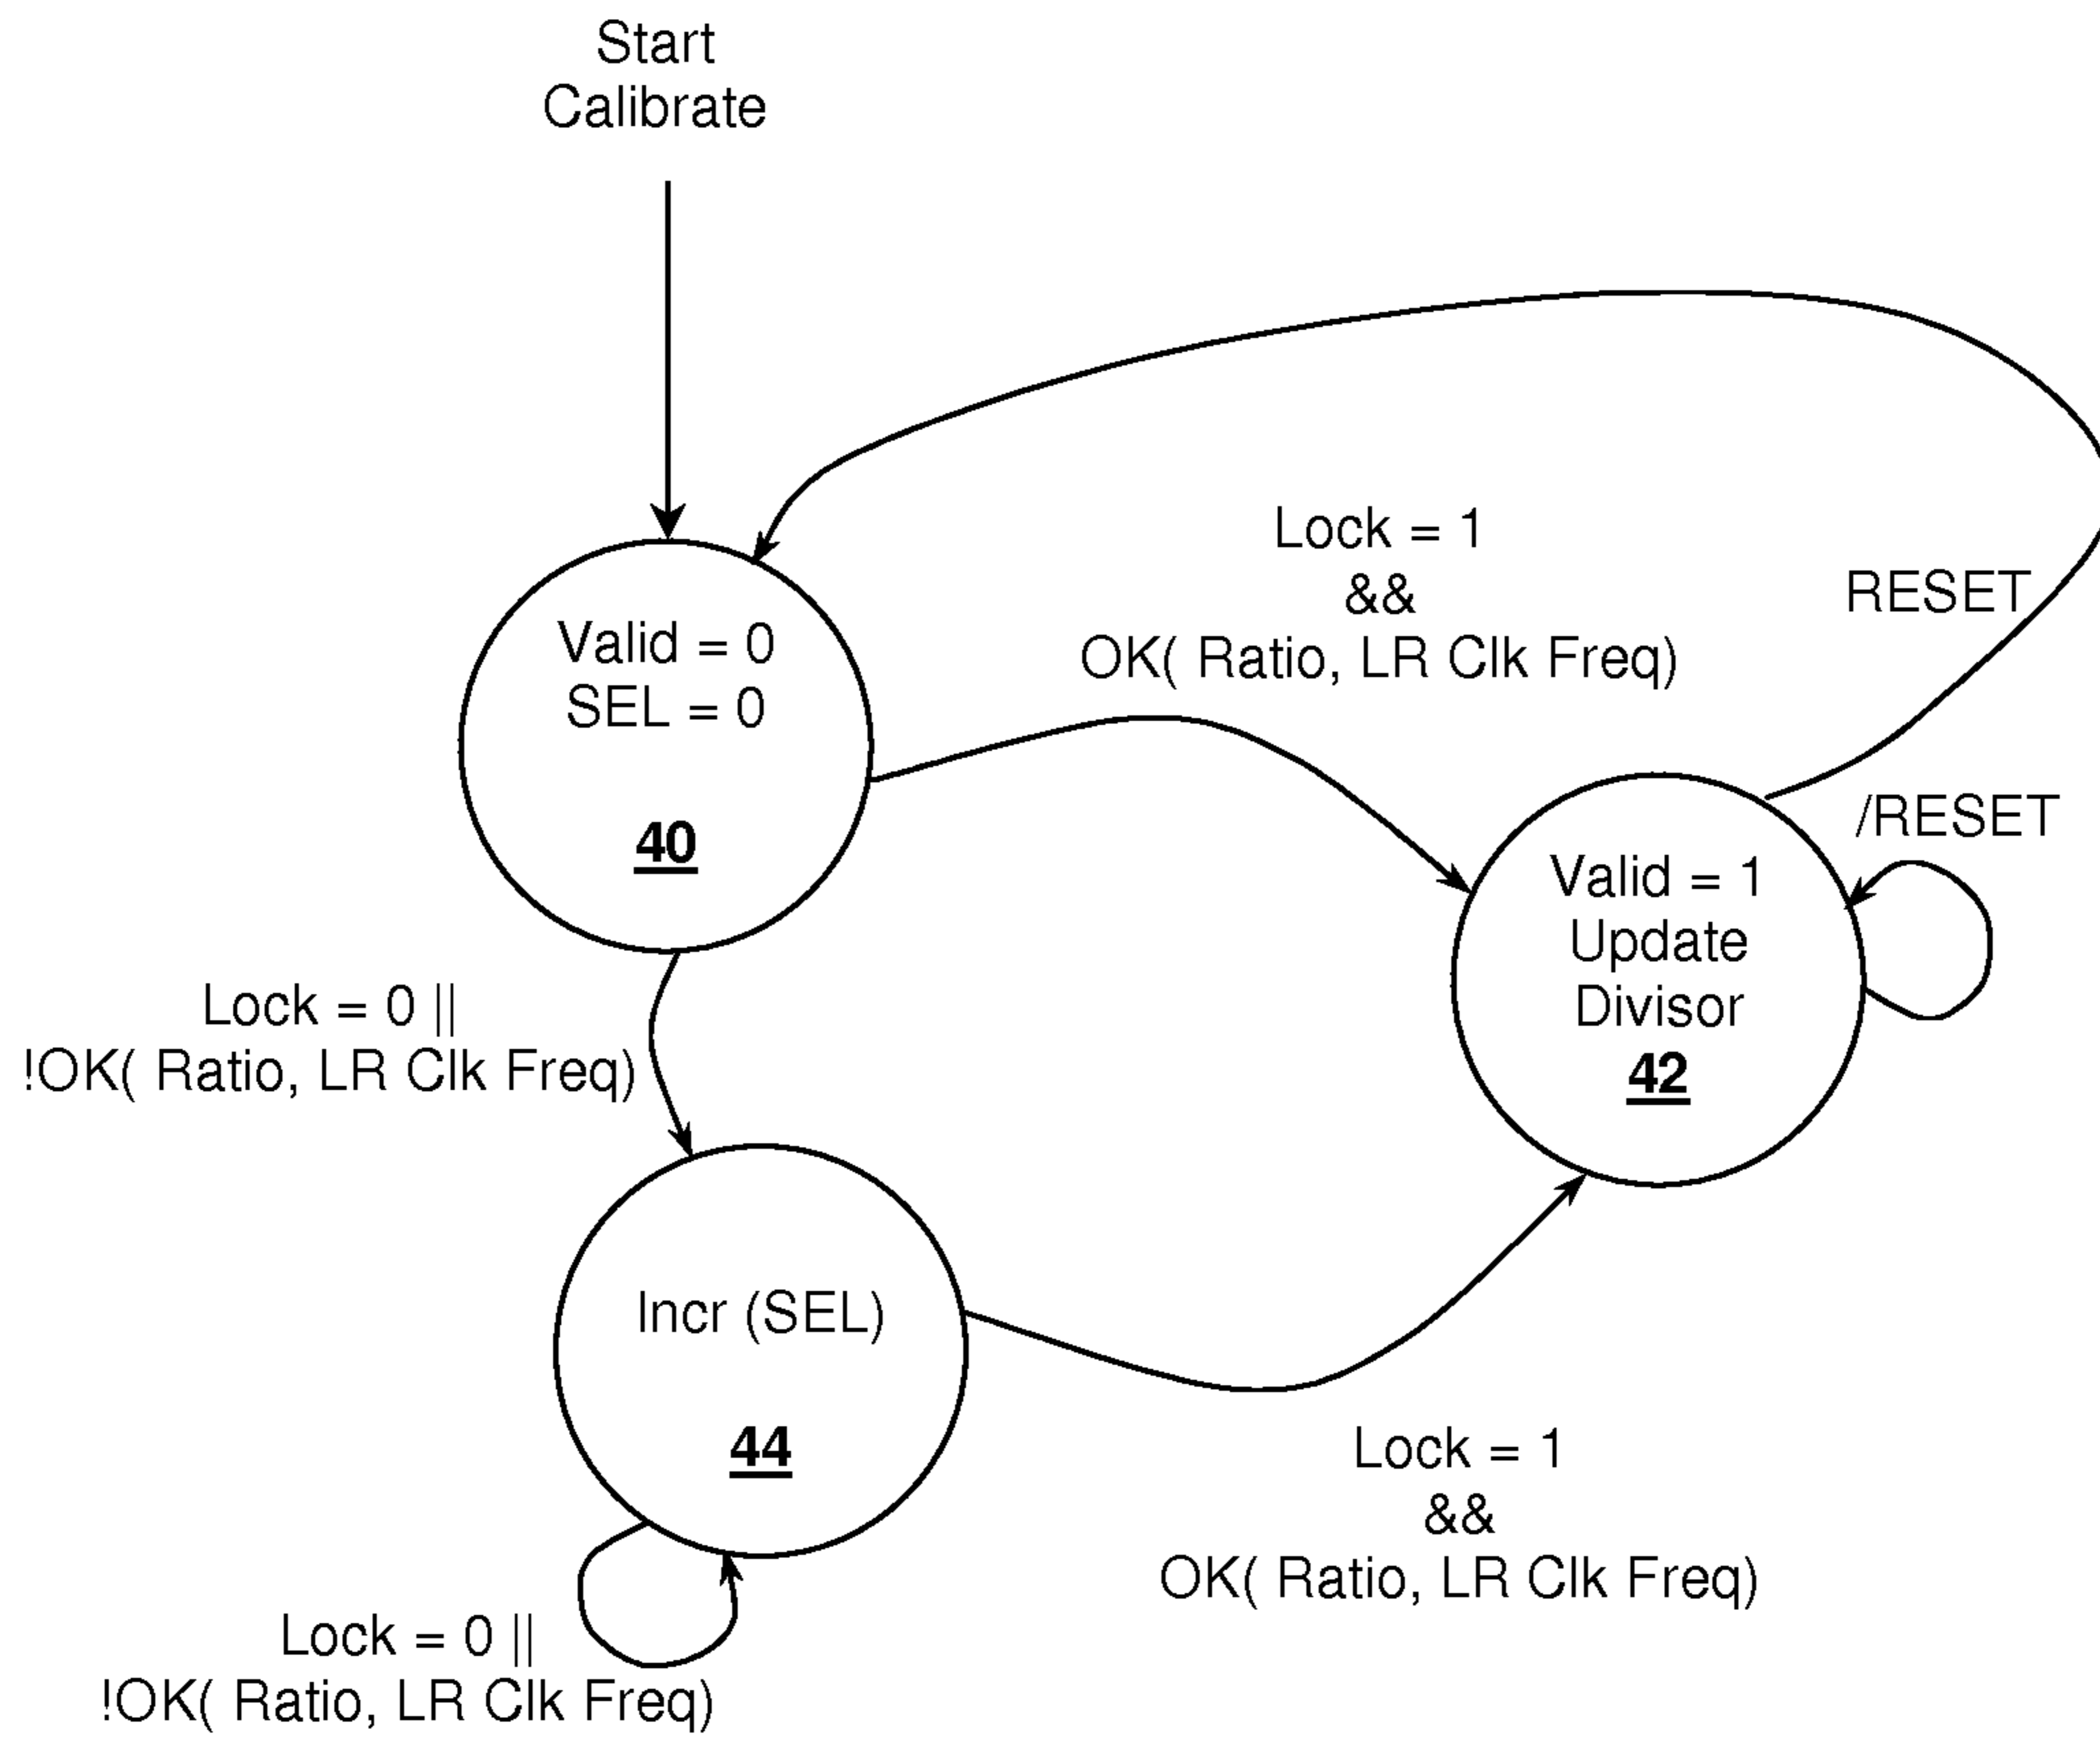 Start
Calibrate
Lock = 1
&&
OK( Ratio, LR Clk Freq)
RESET
Valid = 0
SEL = 0
40
/RESET
Valid = 1
Update
Divisor
42
Lock = 0 ||
!OK( Ratio, LR Clk Freq)
Incr (SEL)
44
Lock = 1
&&
OK( Ratio, LR Clk Freq)
Lock = 0 ||
!OK( Ratio, LR Clk Freq)